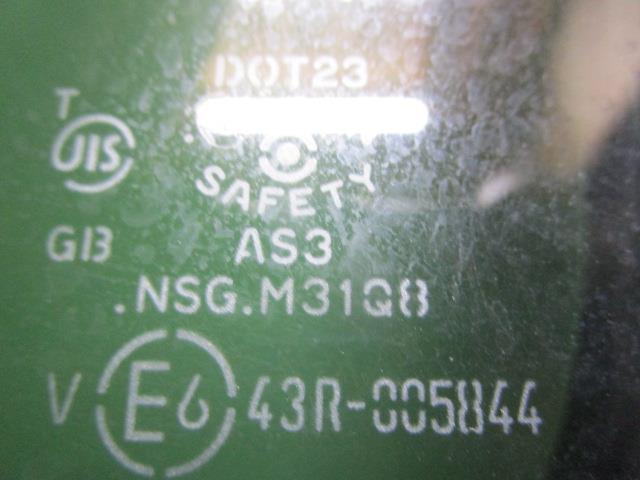 DOT23
T
JIS
SAFETY
GB
AS3
.NSG.M31Q8
V E6 43R-005844